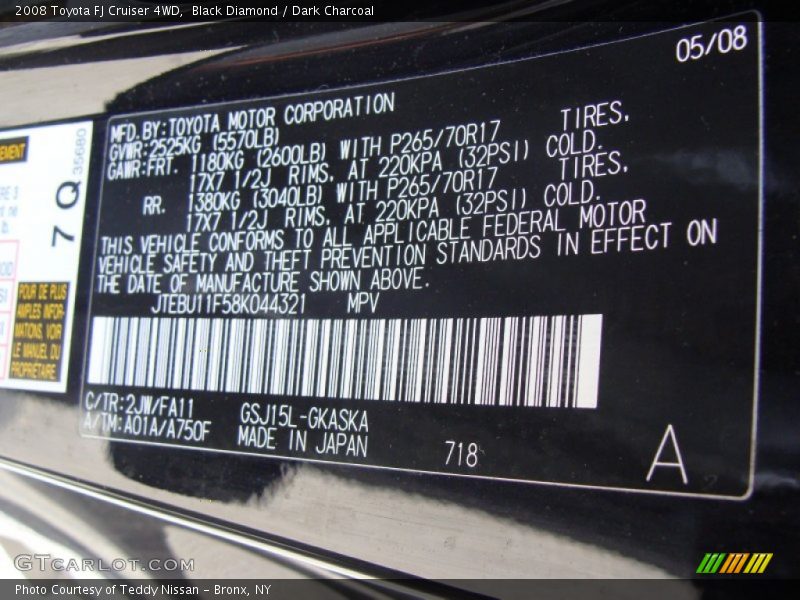 2008 Toyota FJ Cruiser 4WD, Black Diamond / Dark Charcoal
05/08
MFD. BY:TOYOTA MOTOR CORPORATION
GVWR:2525KG (5570LB)
GAWR:FRT. 1180KG (2600LB) WITH P265/70R17 TIRES,
17X7 1/2J RIMS, AT 220KPA (32PSI) COLD.
RR. 1380KG (3040LB) WITH P265/70R17 TIRES,
17X7 1/2J RIMS, AT 220KPA (32PSI) COLD.
THIS VEHICLE CONFORMS TO ALL APPLICABLE FEDERAL MOTOR
VEHICLE SAFETY AND THEFT PREVENTION STANDARDS IN EFFECT ON
THE DATE OF MANUFACTURE SHOWN ABOVE.
JTEBU11F58K044321 MPV
C/TR:2JW/FA11 GSJ15L-GKASKA
A/TM:A01A/A750F MADE IN JAPAN
718
A
7 Q
35680
POUR DE PLUS
AMPLES INFOR-
MATIONS, VOIR
LE MANUEL DU
PROPRIÉTAIRE
GTCARLOT.COM
Photo Courtesy of Teddy Nissan - Bronx, NY